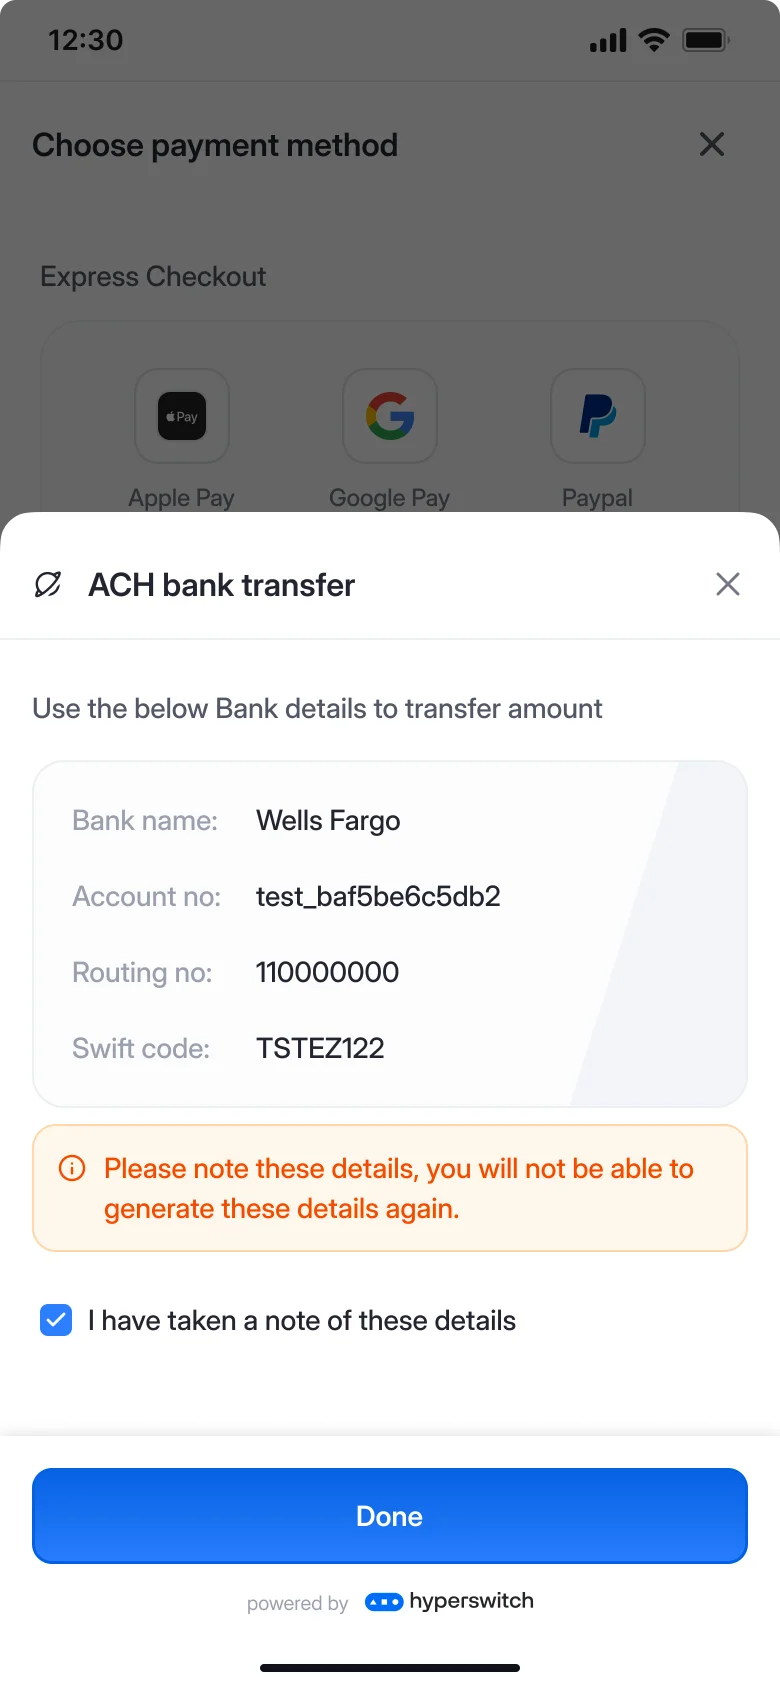 12:30
Choose payment method
Express Checkout
Pay
Apple Pay
Google Pay
Paypal
ACH bank transfer
Use the below Bank details to transfer amount
Bank name: Wells Fargo
Account no: test_baf5be6c5db2
Routing no: 110000000
Swift code: TSTEZ122
Please note these details, you will not be able to
generate these details again.
I have taken a note of these details
Done
powered by hyperswitch